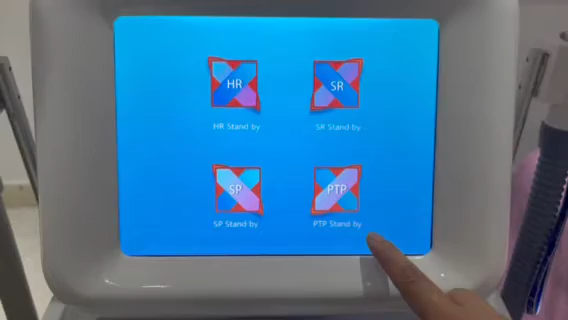 HR
SR
HR Stand by
SR Stand by
SP
PTP
SP Stand by
PTP Stand by